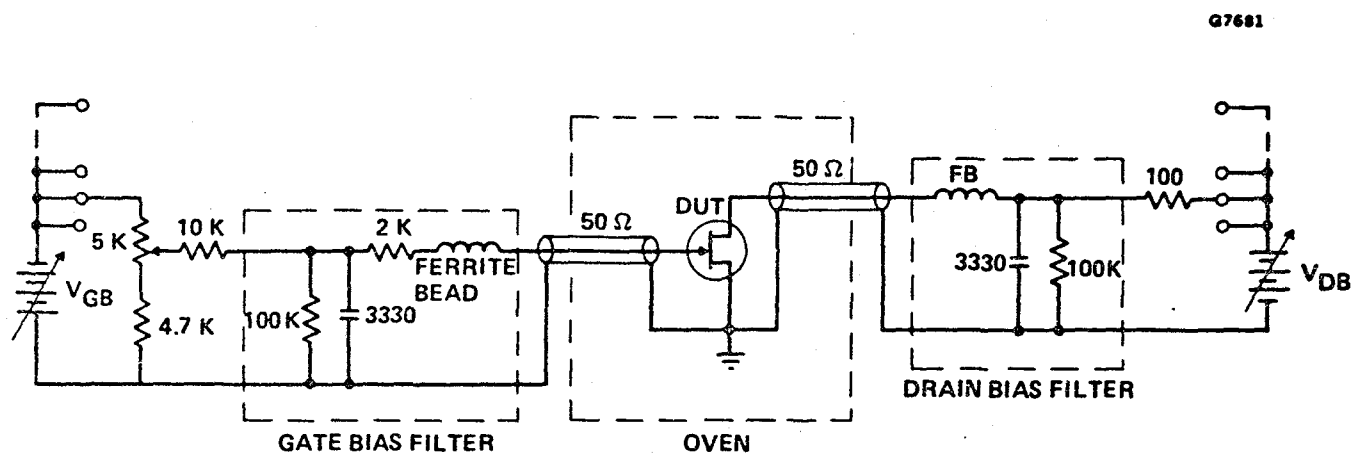 G7681
50 Ω
FB
100
DUT
10 K
2 K
50 Ω
5 K
FERRITE
BEAD
3330
100K
V_GB
V_DB
4.7 K
100K
3330
DRAIN BIAS FILTER
GATE BIAS FILTER
OVEN